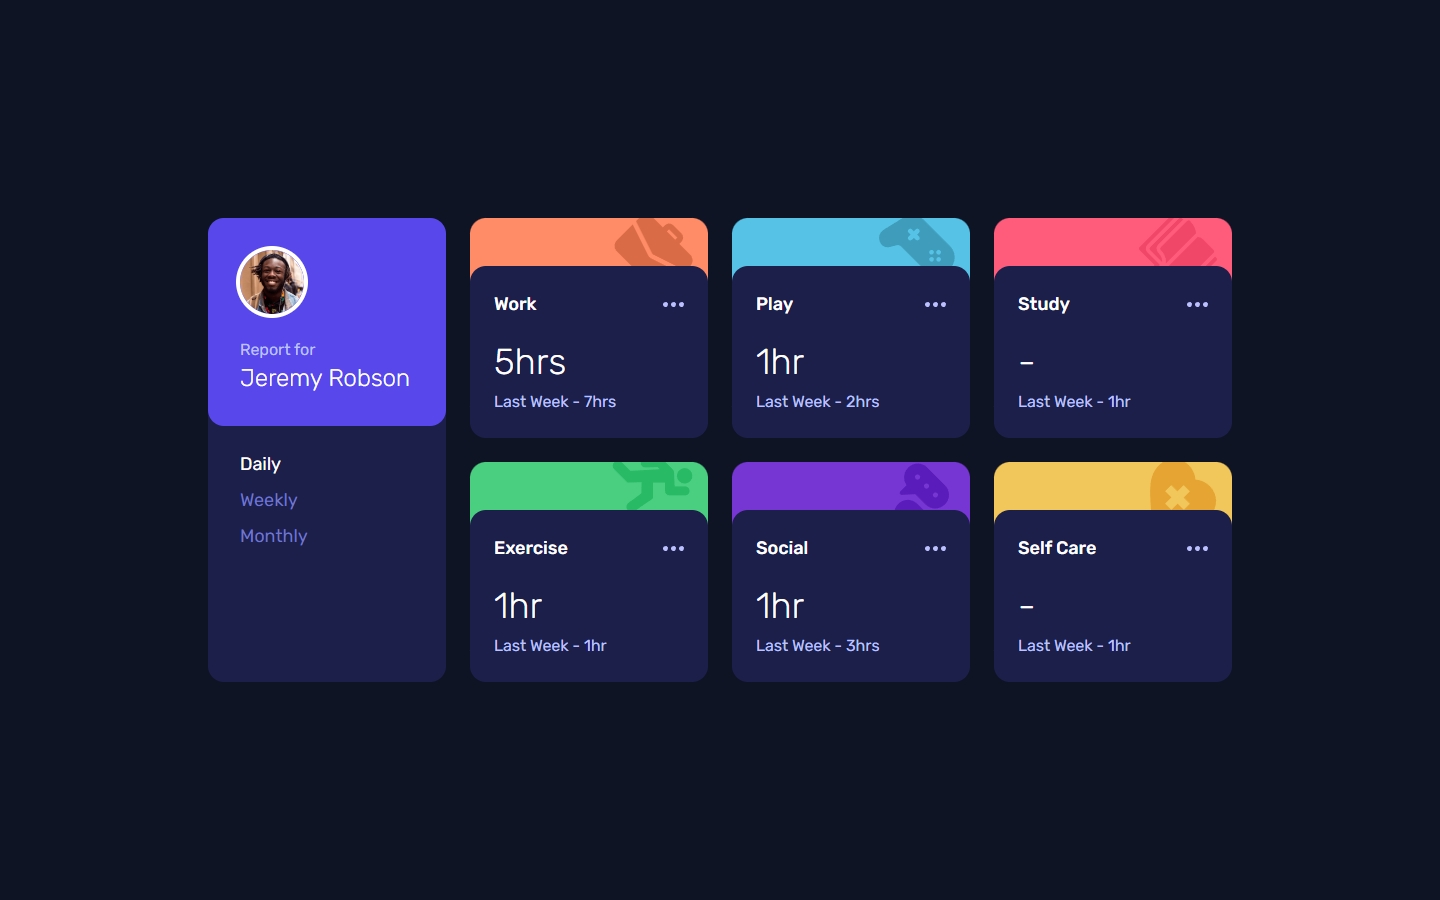 Report for
Jeremy Robson
Daily
Weekly
Monthly
Work
5hrs
Last Week - 7hrs
Play
1hr
Last Week - 2hrs
Study
-
Last Week - 1hr
Exercise
1hr
Last Week - 1hr
Social
1hr
Last Week - 3hrs
Self Care
-
Last Week - 1hr